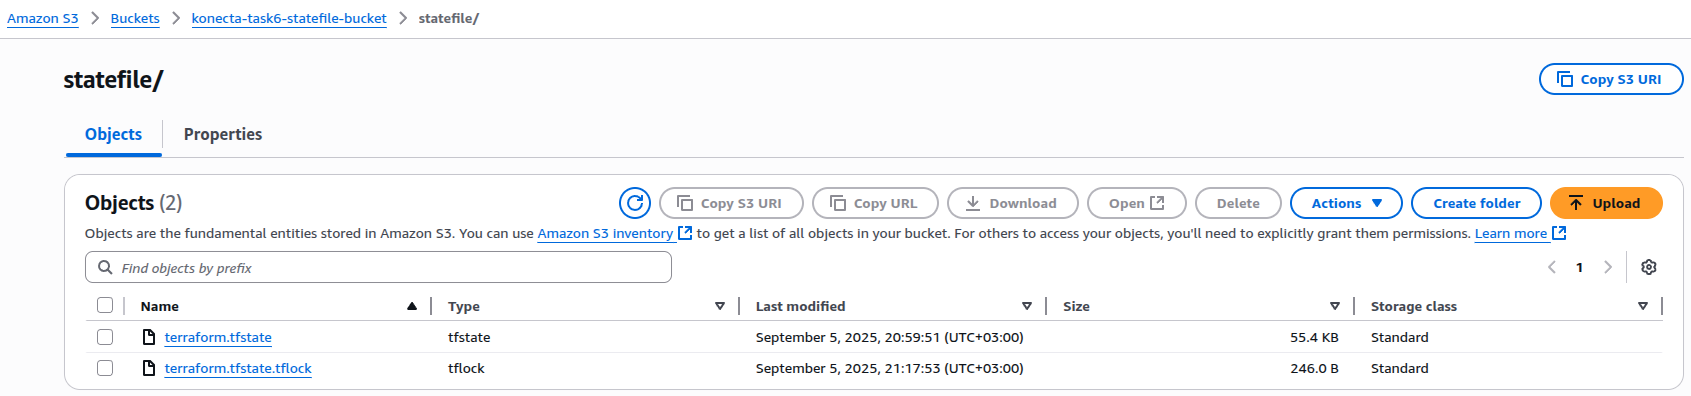 Amazon S3 > Buckets > konecta-task6-statefile-bucket > statefile/
statefile/
Copy S3 URI
Objects Properties
Objects (2)
Copy S3 URI Copy URL Download Open Delete Actions Create folder Upload
Objects are the fundamental entities stored in Amazon S3. You can use Amazon S3 inventory to get a list of all objects in your bucket. For others to access your objects, you'll need to explicitly grant them permissions. Learn more
Find objects by prefix
1
Name Type Last modified Size Storage class
terraform.tfstate tfstate September 5, 2025, 20:59:51 (UTC+03:00) 55.4 KB Standard
terraform.tfstate.tflock tflock September 5, 2025, 21:17:53 (UTC+03:00) 246.0 B Standard